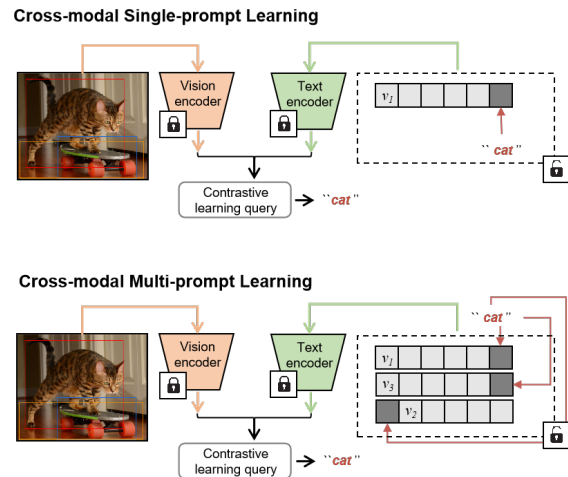 Cross-modal Single-prompt Learning
Vision
encoder
Text
encoder
v1
`` cat "
Contrastive
learning query
``cat "
Cross-modal Multi-prompt Learning
`` cat "
Vision
encoder
Text
encoder
v1
v3
v2
Contrastive
learning query
``cat "